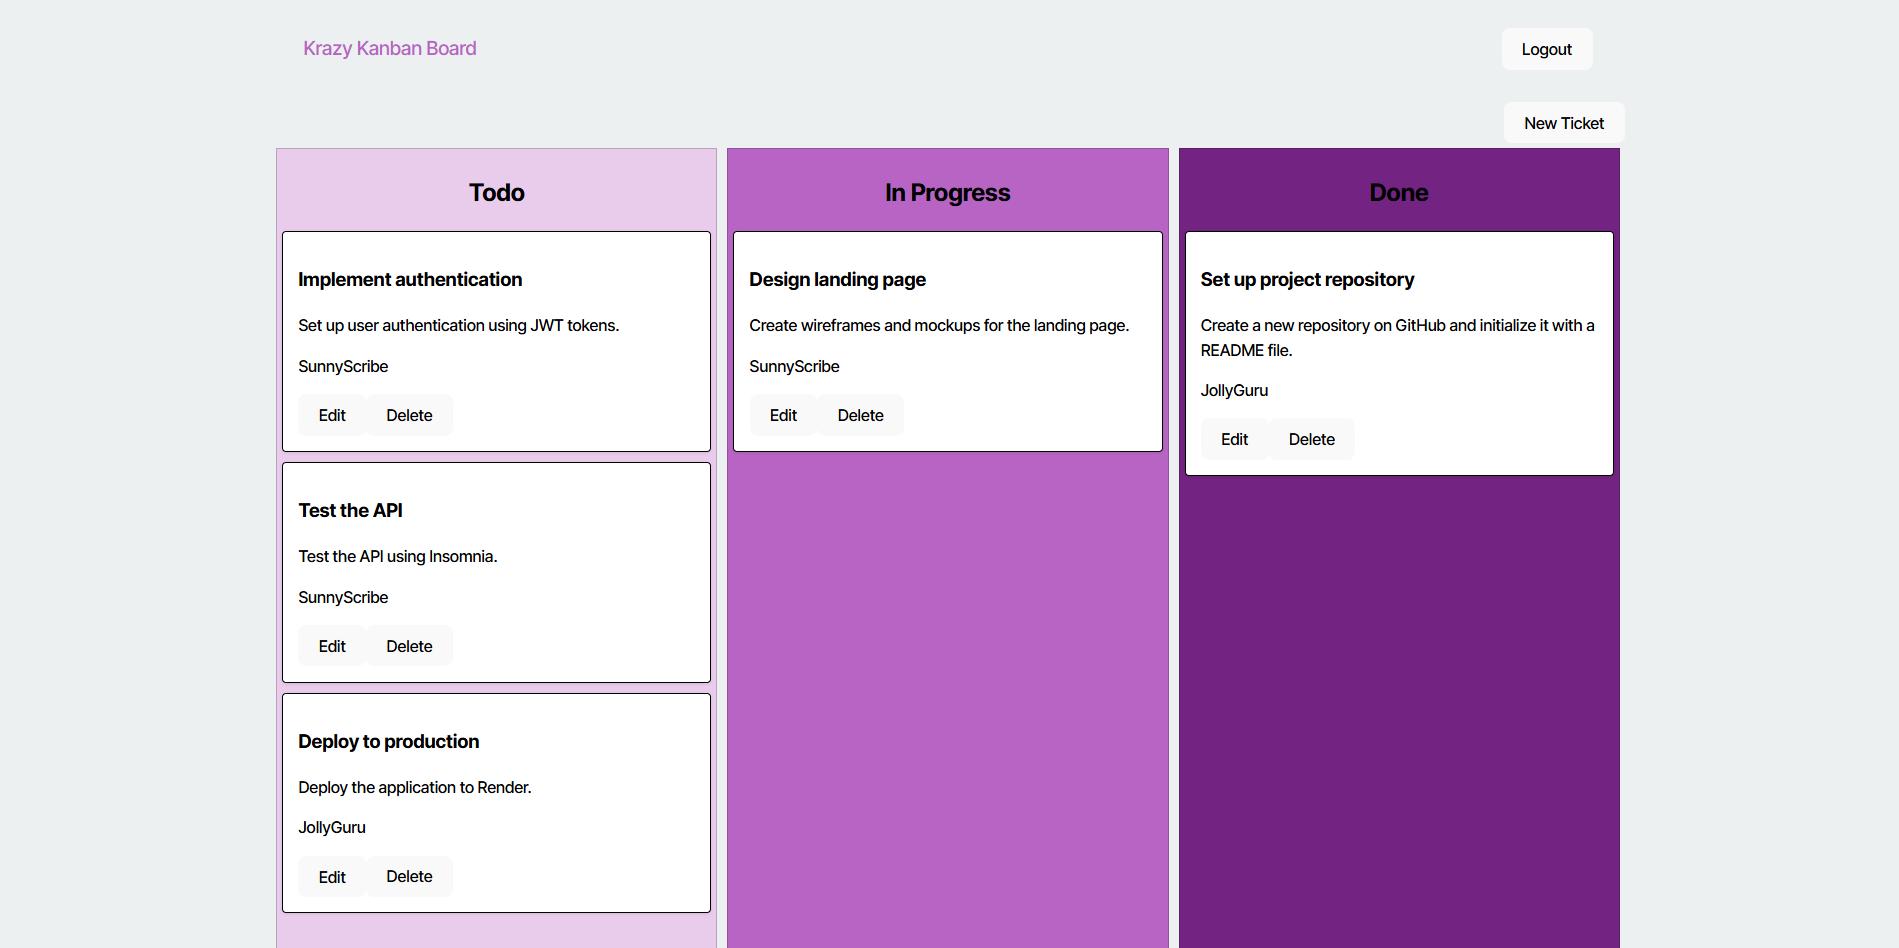 Krazy Kanban Board
Logout
New Ticket
Todo
Implement authentication
Set up user authentication using JWT tokens.
SunnyScribe
Edit Delete
Test the API
Test the API using Insomnia.
SunnyScribe
Edit Delete
Deploy to production
Deploy the application to Render.
JollyGuru
Edit Delete
In Progress
Design landing page
Create wireframes and mockups for the landing page.
SunnyScribe
Edit Delete
Done
Set up project repository
Create a new repository on GitHub and initialize it with a
README file.
JollyGuru
Edit Delete